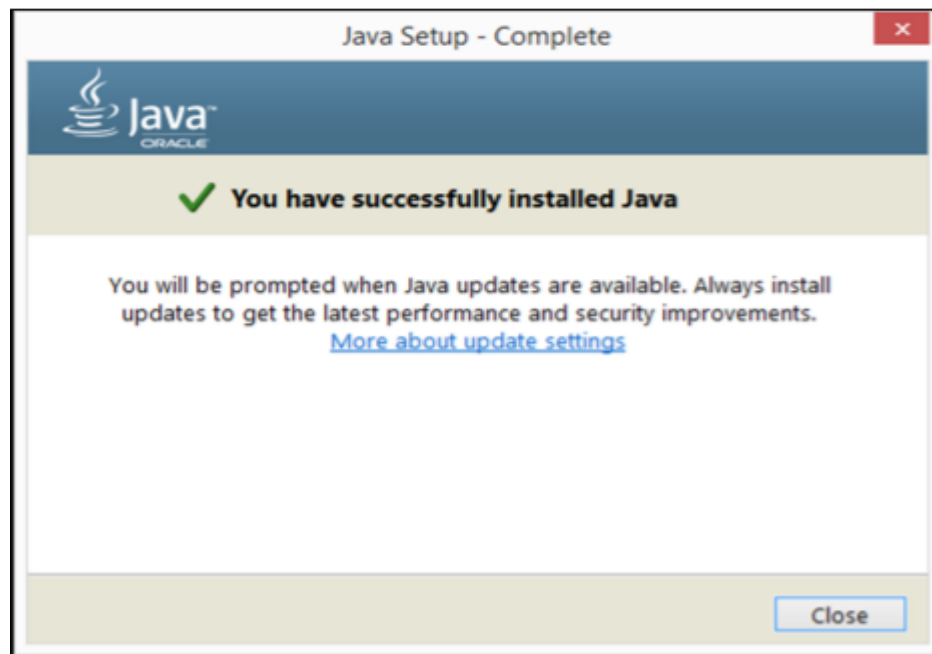 Java Setup - Complete
Java™
ORACLE
You have successfully installed Java
You will be prompted when Java updates are available. Always install
updates to get the latest performance and security improvements.
More about update settings
Close